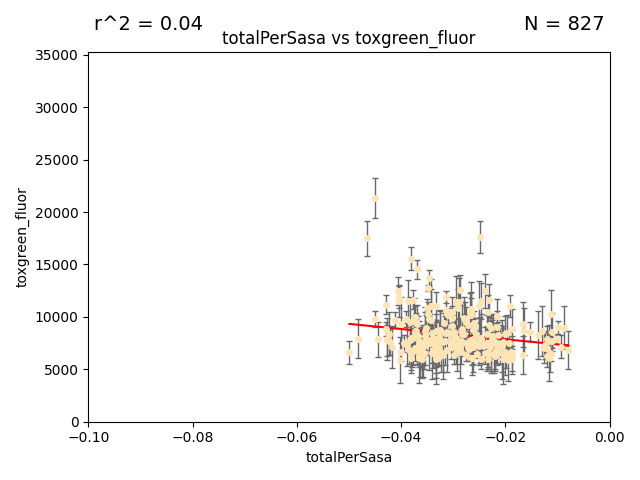 r^2 = 0.04
N = 827
totalPerSasa vs toxgreen_fluor
35000
30000
25000
20000
15000
10000
5000
0
toxgreen_fluor
−0.10
−0.08
−0.06
−0.04
−0.02
0.00
totalPerSasa